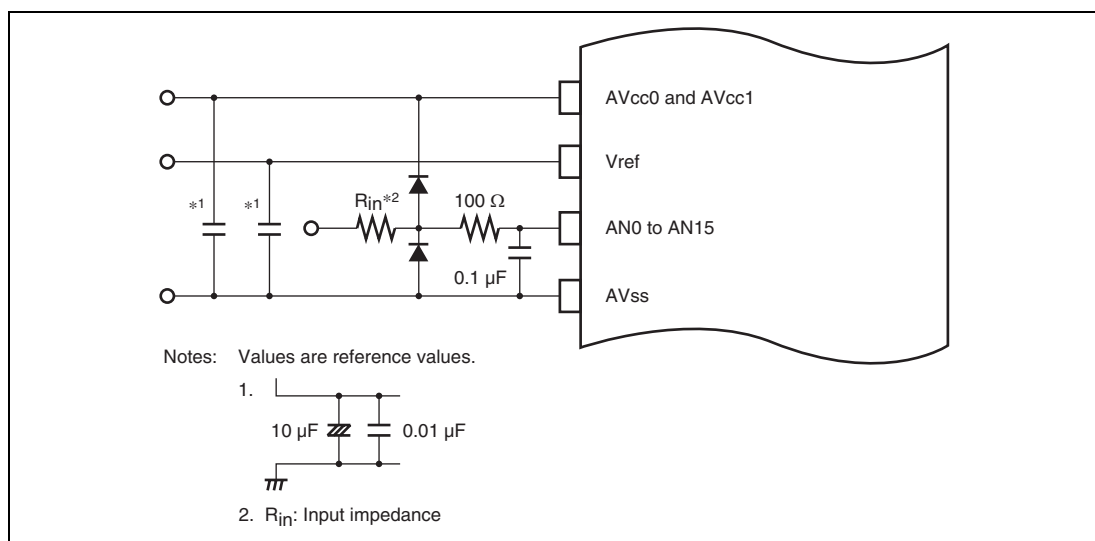 AVcc0 and AVcc1
Vref
*1
*1
Rin*2
100 Ω
AN0 to AN15
0.1 µF
AVss
Notes: Values are reference values.
1.
10 µF
0.01 µF
2. Rin: Input impedance